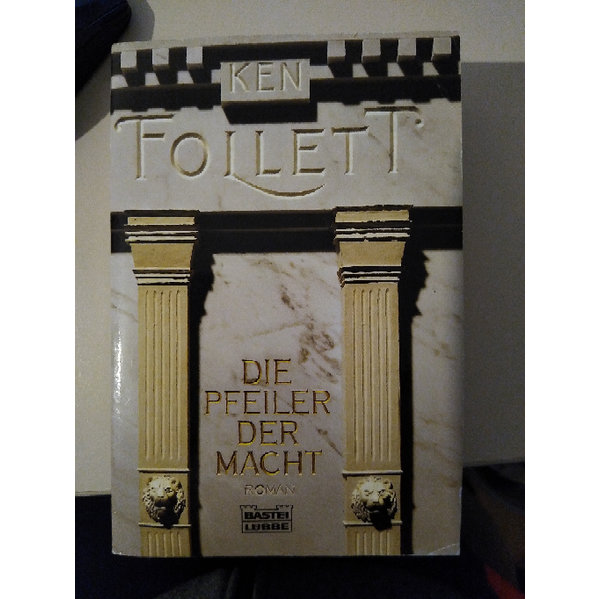 KEN
FOLLETT
DIE
PFEILER
DER
MACHT
ROMAN
BASTEI
LÜBBE